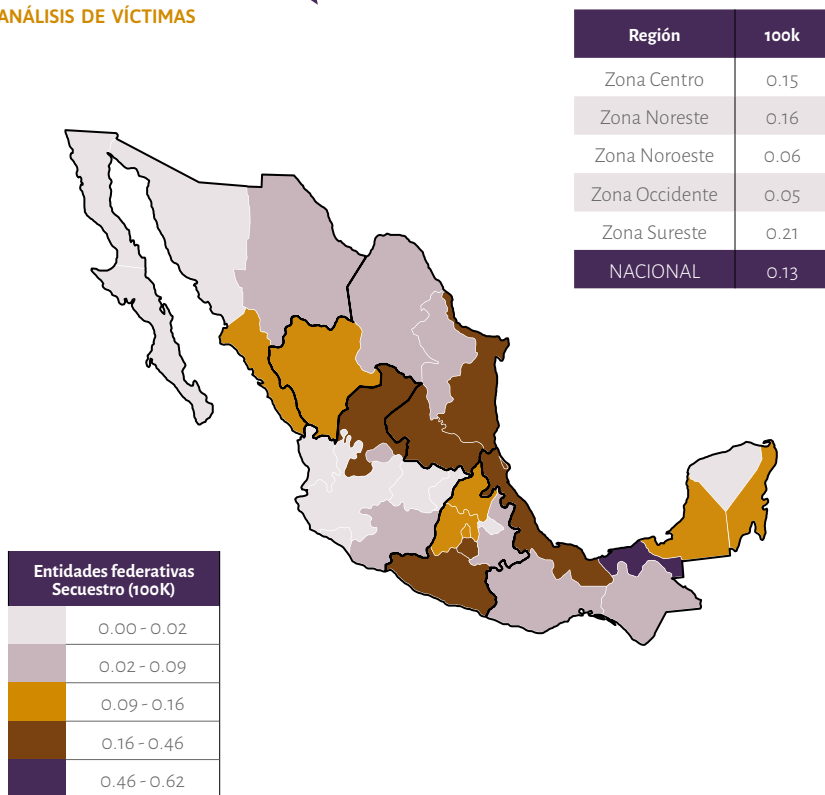 ANÁLISIS DE VÍCTIMAS
Región 100k
Zona Centro 0.15
Zona Noreste 0.16
Zona Noroeste 0.06
Zona Occidente 0.05
Zona Sureste 0.21
NACIONAL 0.13
Entidades federativas
Secuestro (100K)
0.00 - 0.02
0.02 - 0.09
0.09 - 0.16
0.16 - 0.46
0.46 - 0.62